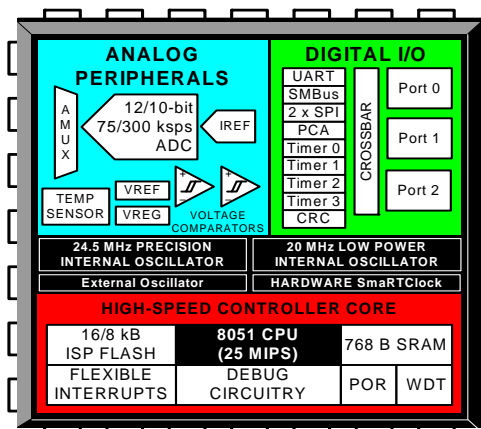 ANALOG
PERIPHERALS
AMUX
12/10-bit
75/300 ksps
ADC
IREF
TEMP
SENSOR
VREF
VREG
+
–
+
–
VOLTAGE
COMPARATORS
DIGITAL I/O
UART
SMBus
2 x SPI
PCA
Timer 0
Timer 1
Timer 2
Timer 3
CRC
CROSSBAR
Port 0
Port 1
Port 2
24.5 MHz PRECISION
INTERNAL OSCILLATOR
20 MHz LOW POWER
INTERNAL OSCILLATOR
External Oscillator
HARDWARE SmaRTClock
HIGH-SPEED CONTROLLER CORE
16/8 kB
ISP FLASH
8051 CPU
(25 MIPS)
768 B SRAM
FLEXIBLE
INTERRUPTS
DEBUG
CIRCUITRY
POR
WDT